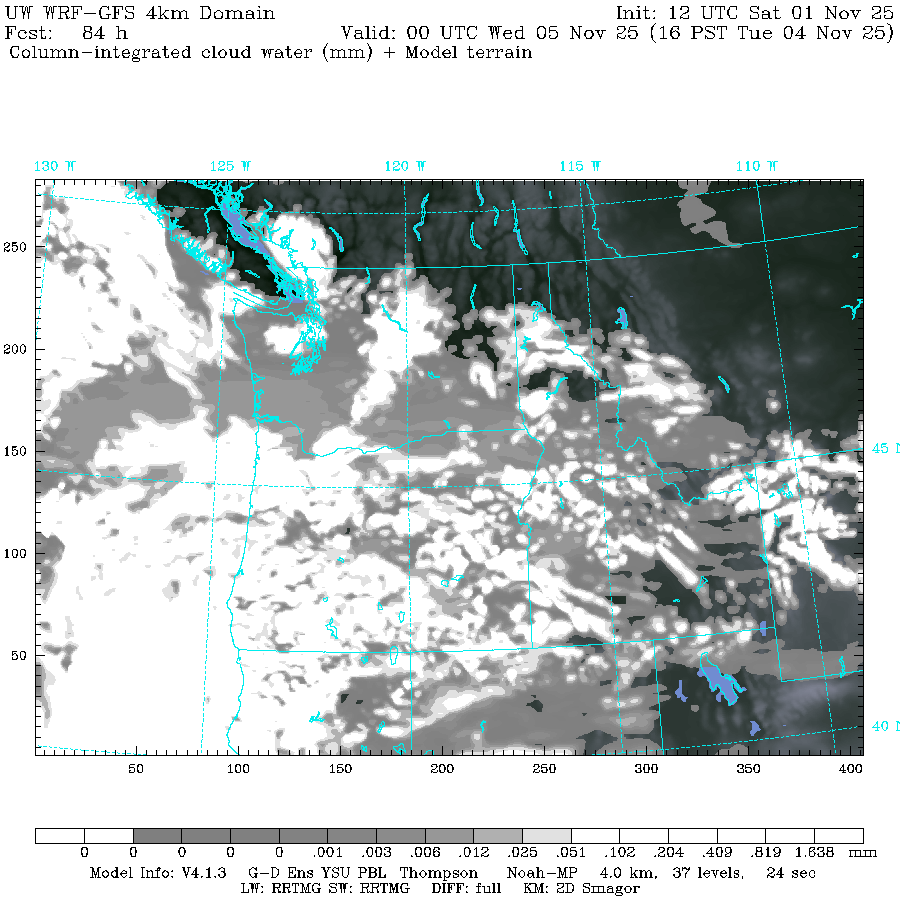 UW WRF-GFS 4km Domain Init: 12 UTC Sat 01 Nov 25
Fcst: 84 h Valid: 00 UTC Wed 05 Nov 25 (16 PST Tue 04 Nov 25)
Column-integrated cloud water (mm) + Model terrain
130 W 125 W 120 W 115 W 110 W
250
200
150
45 N
100
50
40 N
50 100 150 200 250 300 350 400
0 0 0 0 0 .001 .003 .006 .012 .025 .051 .102 .204 .409 .819 1.638 mm
Model Info: V4.1.3 G-D Ens YSU PBL Thompson Noah-MP 4.0 km, 37 levels, 24 sec
LW: RRTMG SW: RRTMG DIFF: full KM: 2D Smagor